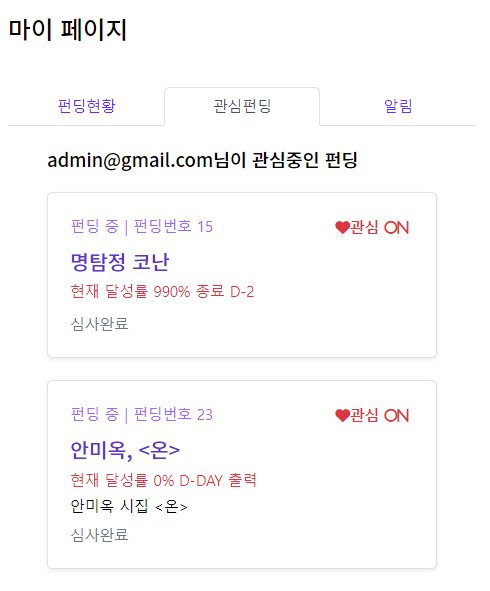 마이 페이지
펀딩현황 관심펀딩 알림
admin@gmail.com님이 관심중인 펀딩
펀딩 중 | 펀딩번호 15 관심 ON
명탐정 코난
현재 달성률 990% 종료 D-2
심사완료
펀딩 중 | 펀딩번호 23 관심 ON
안미옥, <온>
현재 달성률 0% D-DAY 출력
안미옥 시집 <온>
심사완료